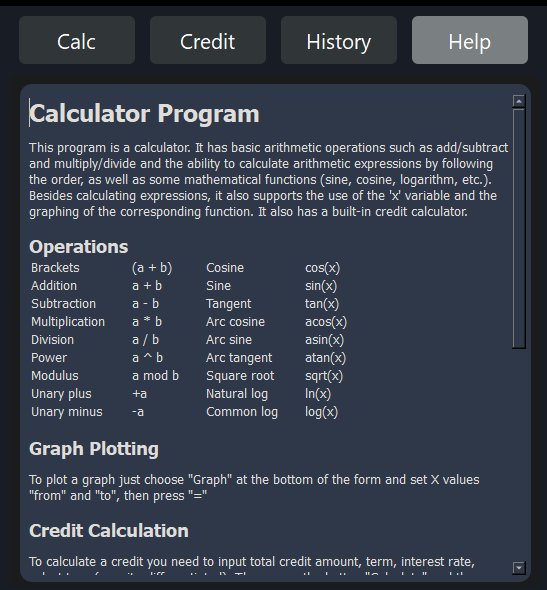 Calc Credit History Help
Calculator Program
This program is a calculator. It has basic arithmetic operations such as add/subtract
and multiply/divide and the ability to calculate arithmetic expressions by following
the order, as well as some mathematical functions (sine, cosine, logarithm, etc.).
Besides calculating expressions, it also supports the use of the 'x' variable and the
graphing of the corresponding function. It also has a built-in credit calculator.
Operations
Brackets (a + b) Cosine cos(x)
Addition a + b Sine sin(x)
Subtraction a - b Tangent tan(x)
Multiplication a * b Arc cosine acos(x)
Division a / b Arc sine asin(x)
Power a ^ b Arc tangent atan(x)
Modulus a mod b Square root sqrt(x)
Unary plus +a Natural log ln(x)
Unary minus -a Common log log(x)
Graph Plotting
To plot a graph just choose "Graph" at the bottom of the form and set X values
"from" and "to", then press "="
Credit Calculation
To calculate a credit you need to input total credit amount, term, interest rate,